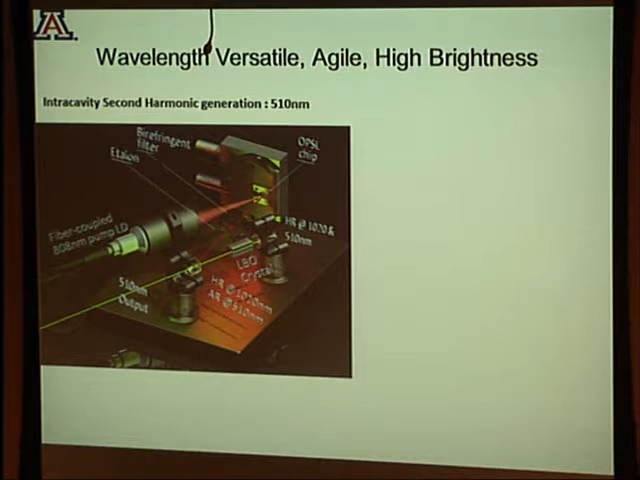 A
Wavelength Versatile, Agile, High Brightness
Intracavity Second Harmonic generation : 510nm
Birefringent
filter
Etalon
OPSL
chip
Fiber-coupled
808nm pump LD
HR @ 1020 &
510nm
LBO
Crystal
510nm
Output
HR @ 1020nm
AR @ 510nm